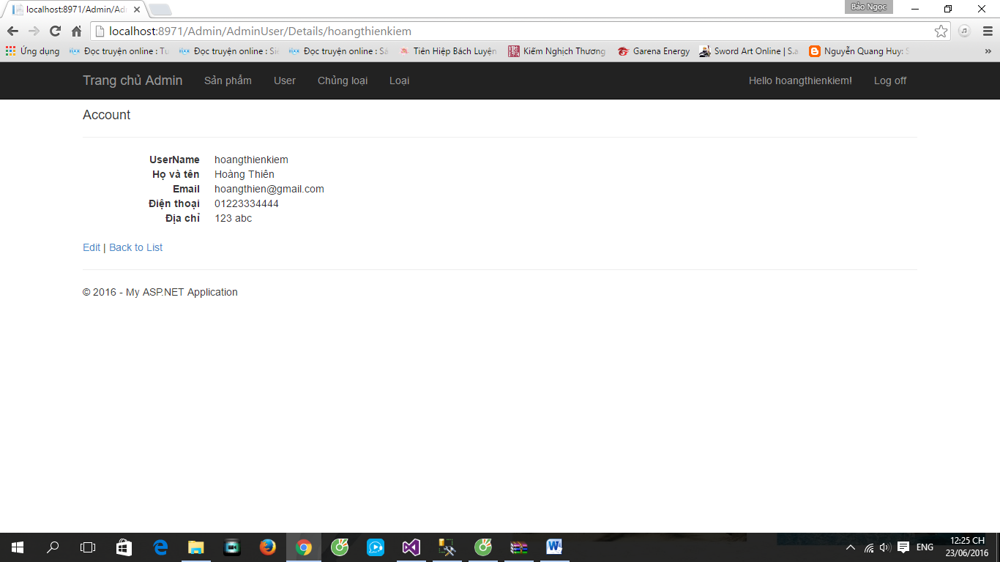 localhost:8971/Admin/Ad
Bảo Ngọc
localhost:8971/Admin/AdminUser/Details/hoangthienkiem
Ứng dụng Đọc truyện online : Đọc truyện online : Đọc truyện online : Tiên Hiệp Bách Luyện Kiếm Nghịch Thương Garena Energy Sword Art Online | Nguyễn Quang Huy:
Trang chủ Admin Sản phẩm User Chủng loại Loại Hello hoangthienkiem! Log off
Account
UserName hoangthienkiem
Họ và tên Hoàng Thiên
Email hoangthien@gmail.com
Điện thoại 01223334444
Địa chỉ 123 abc
Edit | Back to List
© 2016 - My ASP.NET Application
ENG
12:25 CH
23/06/2016